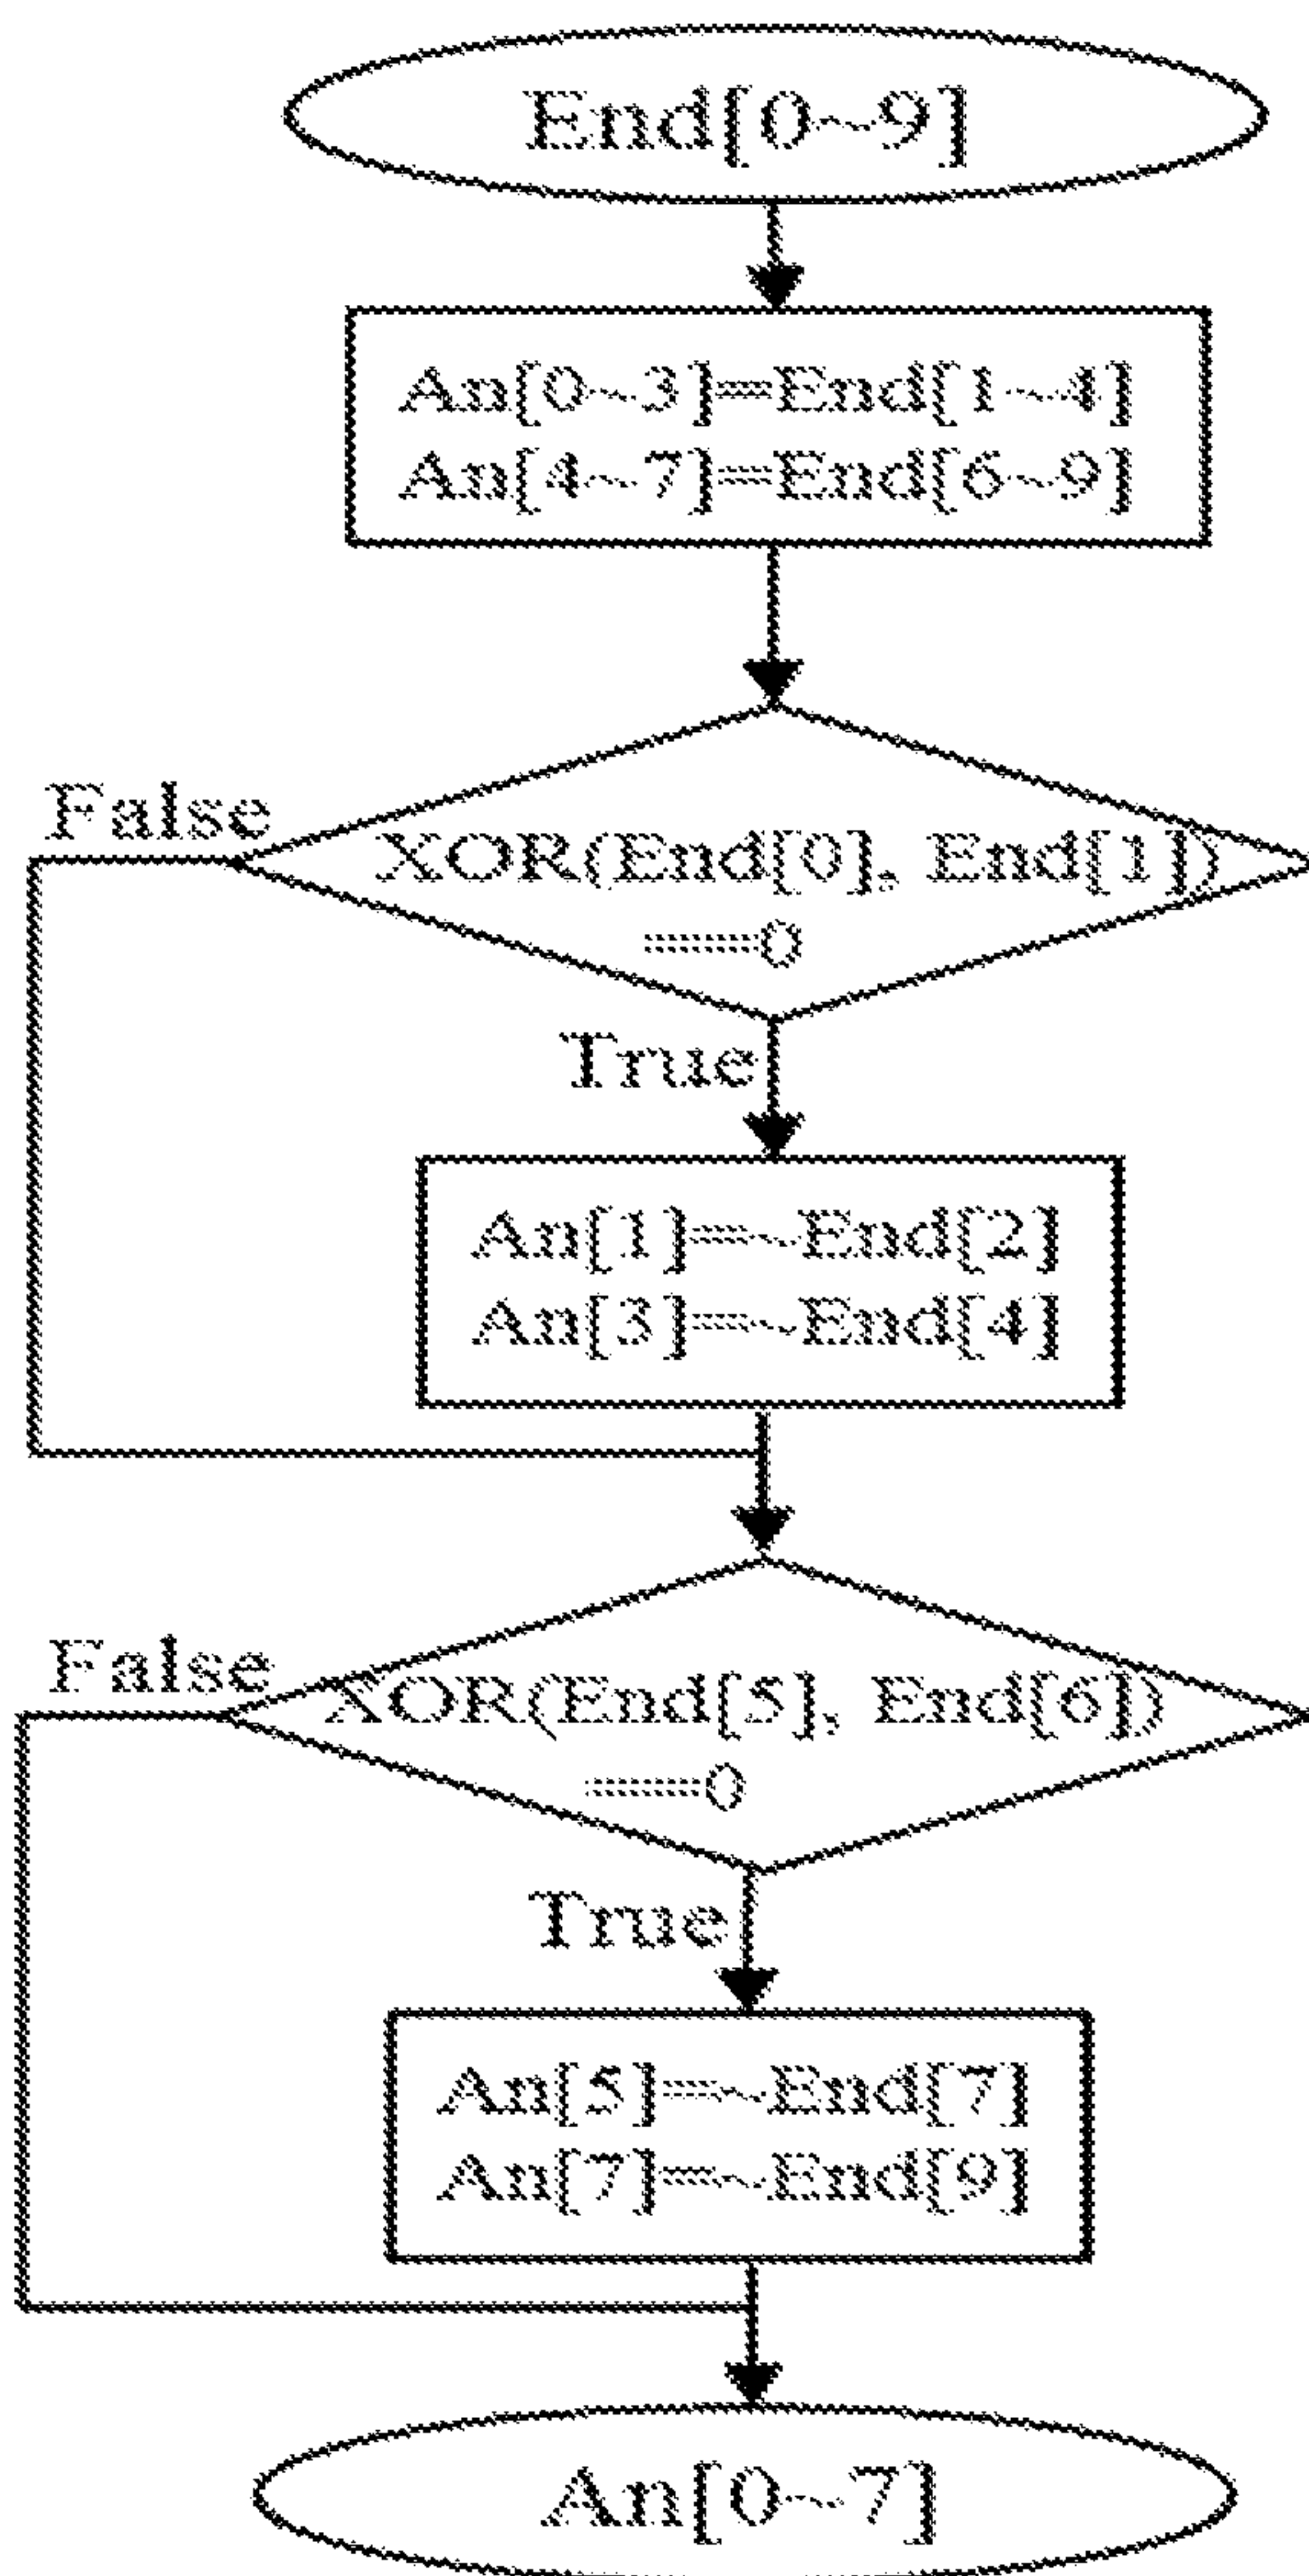 End[0~9]
An[0~3]=End[1~4]
An[4~7]=End[6~9]
False
XOR(End[0], End[1])
==0
True
An[1]=~End[2]
An[3]=~End[4]
False
XOR(End[5], End[6])
==0
True
An[5]=~End[7]
An[7]=~End[9]
An[0~7]